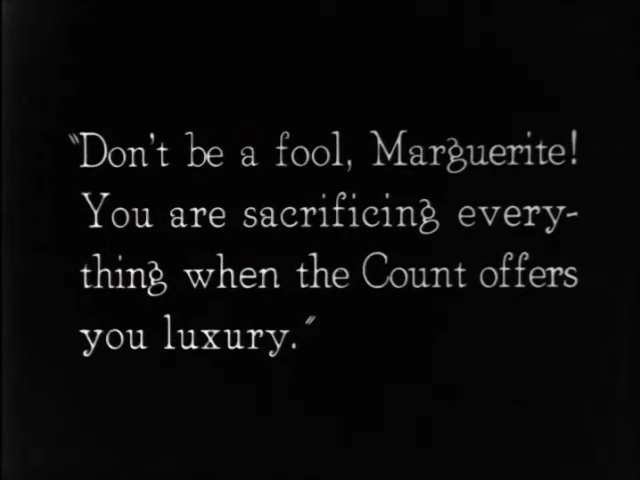 "Don't be a fool, Marguerite!
You are sacrificing every-
thing when the Count offers
you luxury."